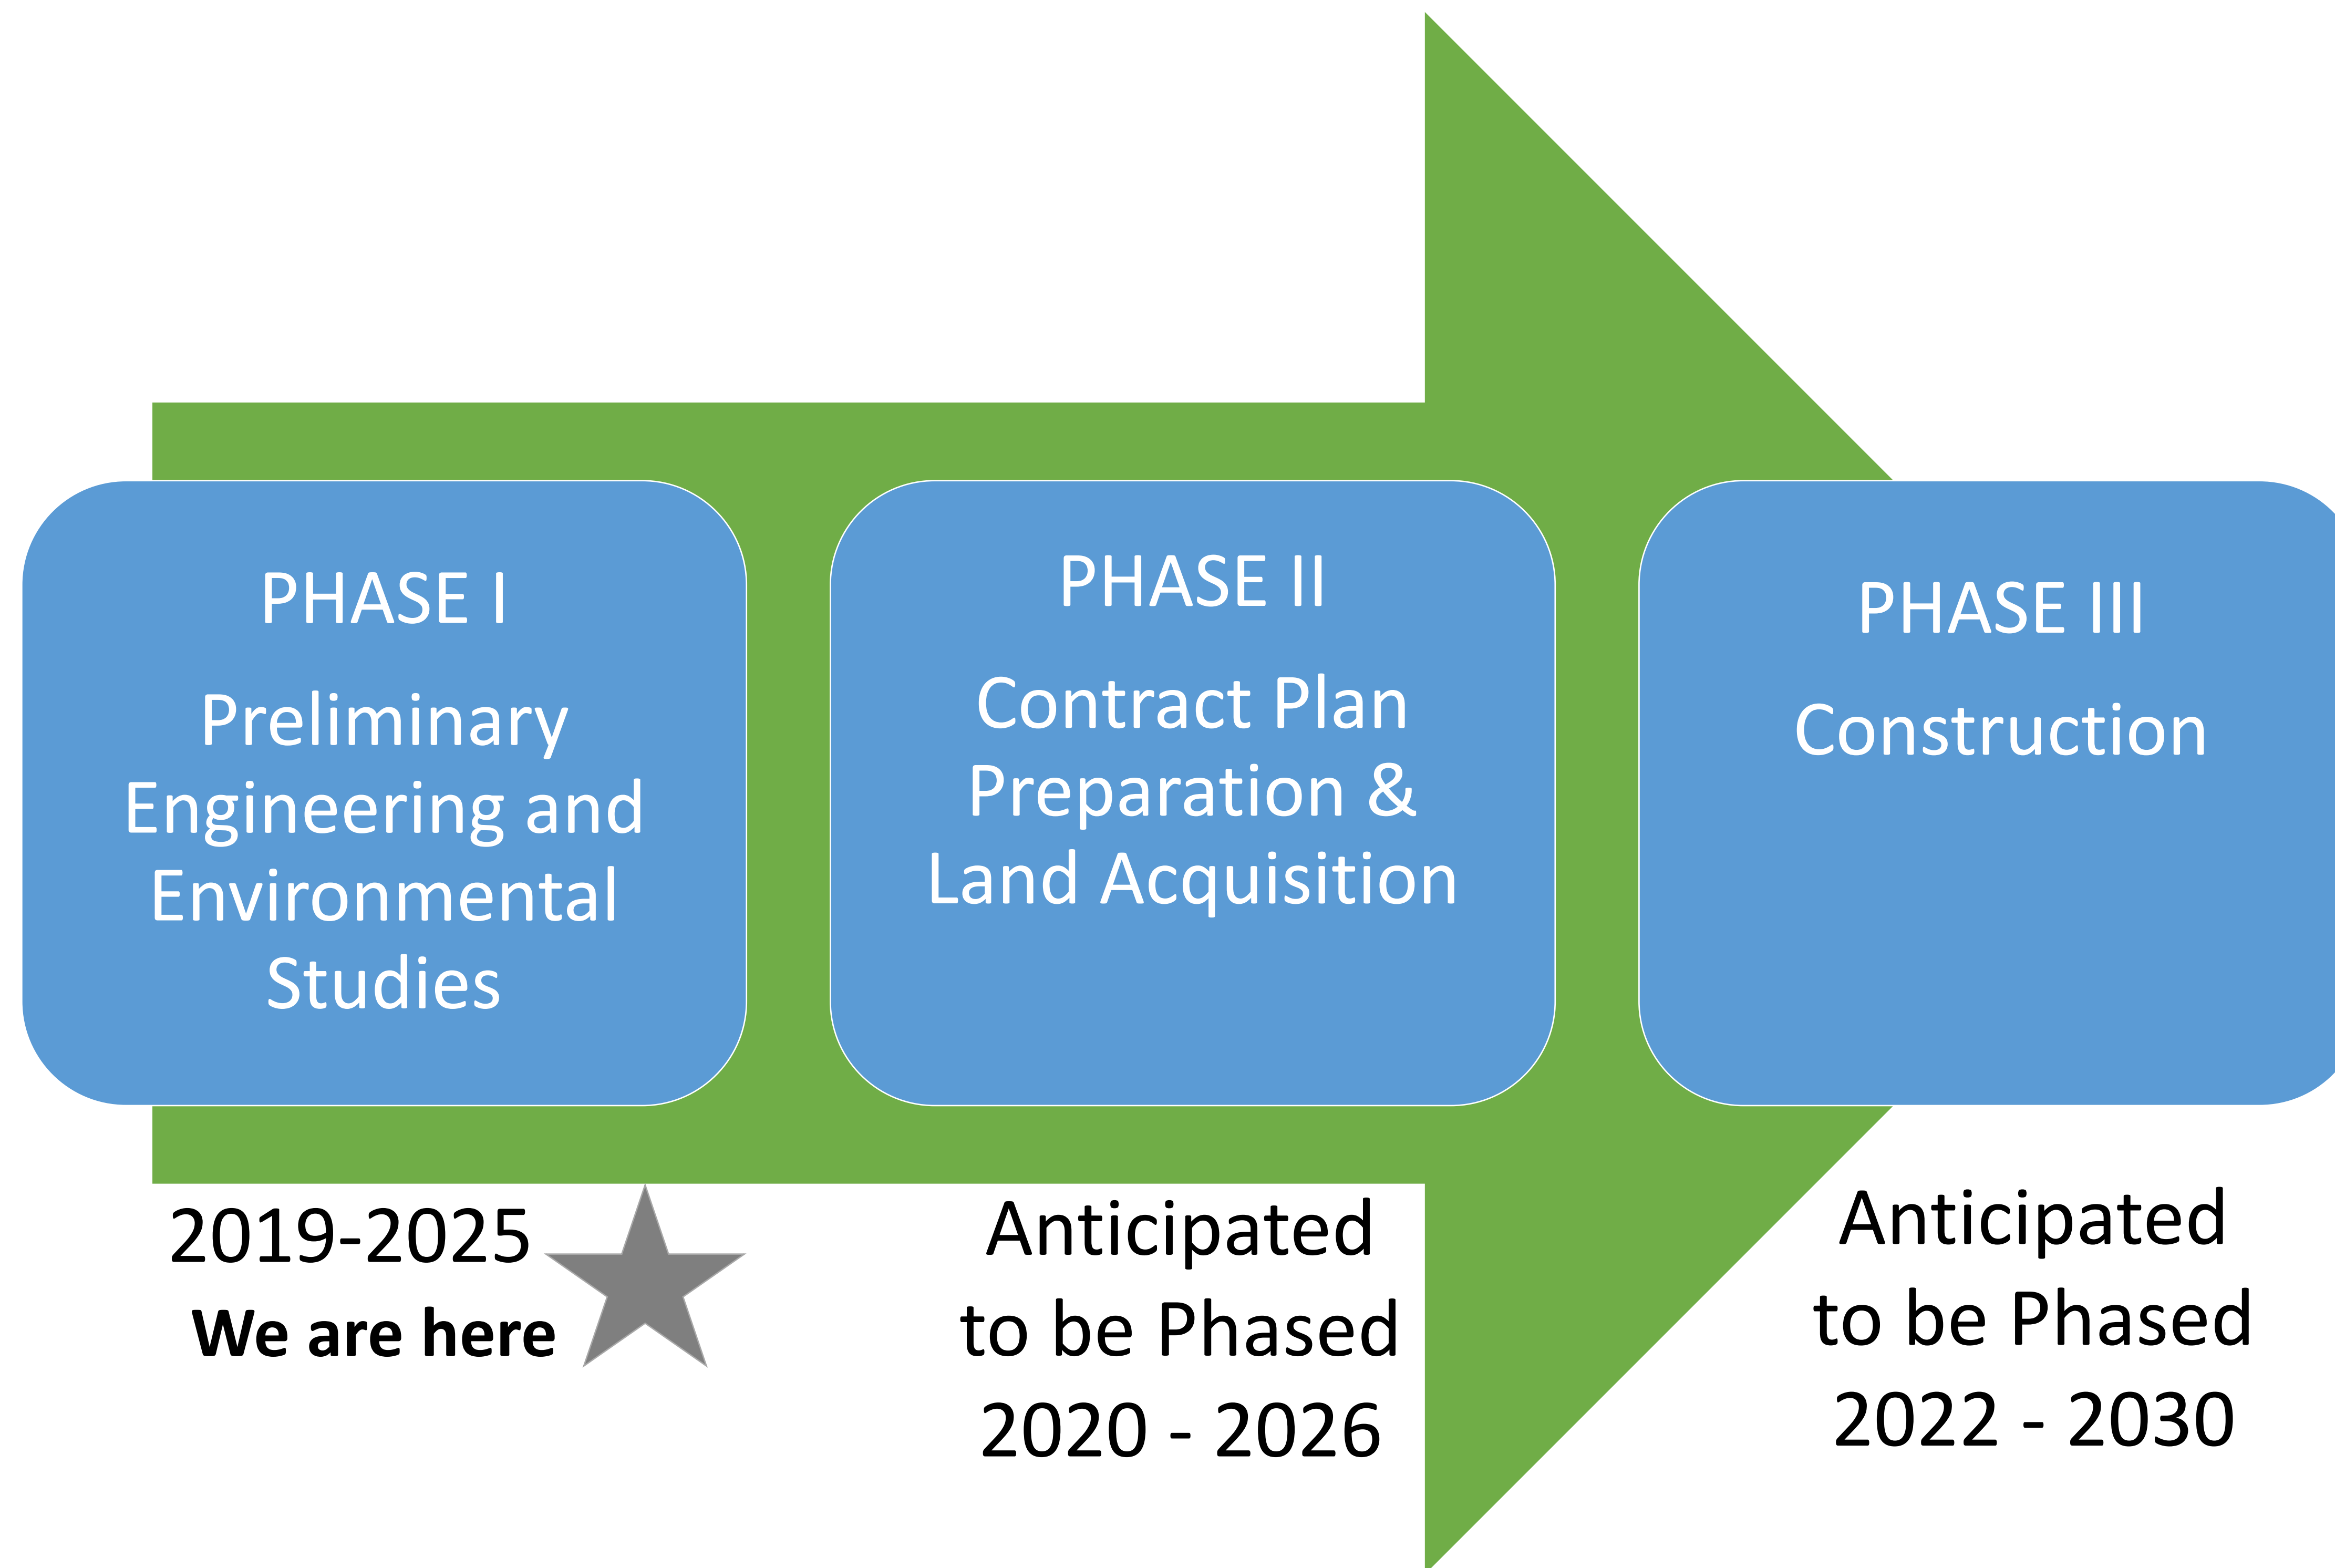 PHASE I
Preliminary
Engineering and
Environmental
Studies
PHASE II
Contract Plan
Preparation &
Land Acquisition
PHASE III
Construction
2019-2025
We are here
Anticipated
to be Phased
2020 - 2026
Anticipated
to be Phased
2022 - 2030